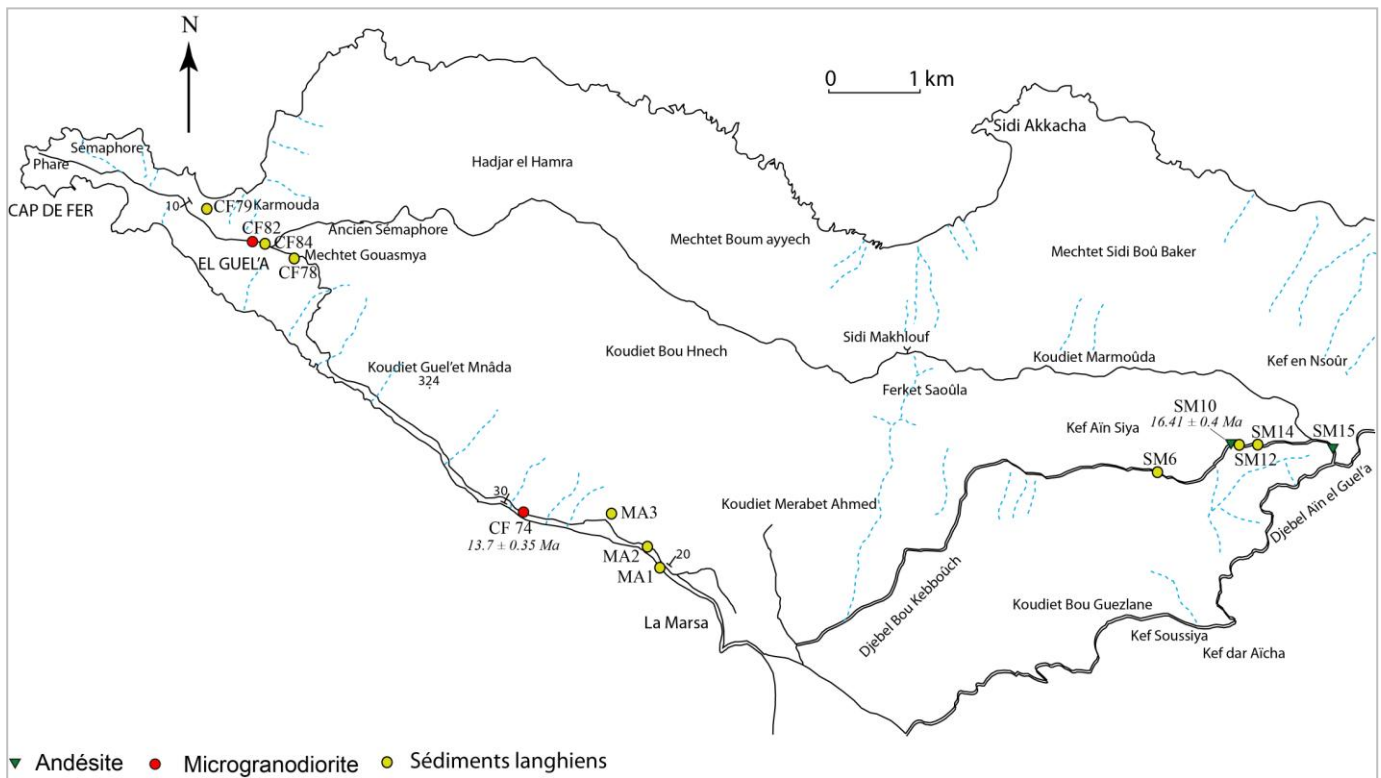 N
0 1 km
Sidi Akkacha
Sémaphore
Phare
Hadjar el Hamra
CAP DE FER
10
CF79
Karmouda
CF82
Ancien Sémaphore
CF84
Mechtet Boum ayyech
Mechtet Sidi Boû Baker
EL GUEL'A
Mechtet Gouasmya
CF78
Sidi Makhlouf
Koudiet Bou Hnech
Koudiet Marmoûda
Kef en Nsoûr
Koudiet Guel'et Mnâda
324
Ferket Saoûla
SM10
16.41 ± 0.4 Ma
Kef Aïn Siya
SM14
SM15
SM12
SM6
30
Koudiet Merabet Ahmed
CF 74
13.7 ± 0.35 Ma
MA3
MA2
20
MA1
Djebel Aïn el Guel'a
Djebel Bou Kebboûch
Koudiet Bou Guezlane
La Marsa
Kef Soussiya
Kef dar Aïcha
Andésite Microgranodiorite Sédiments langhiens